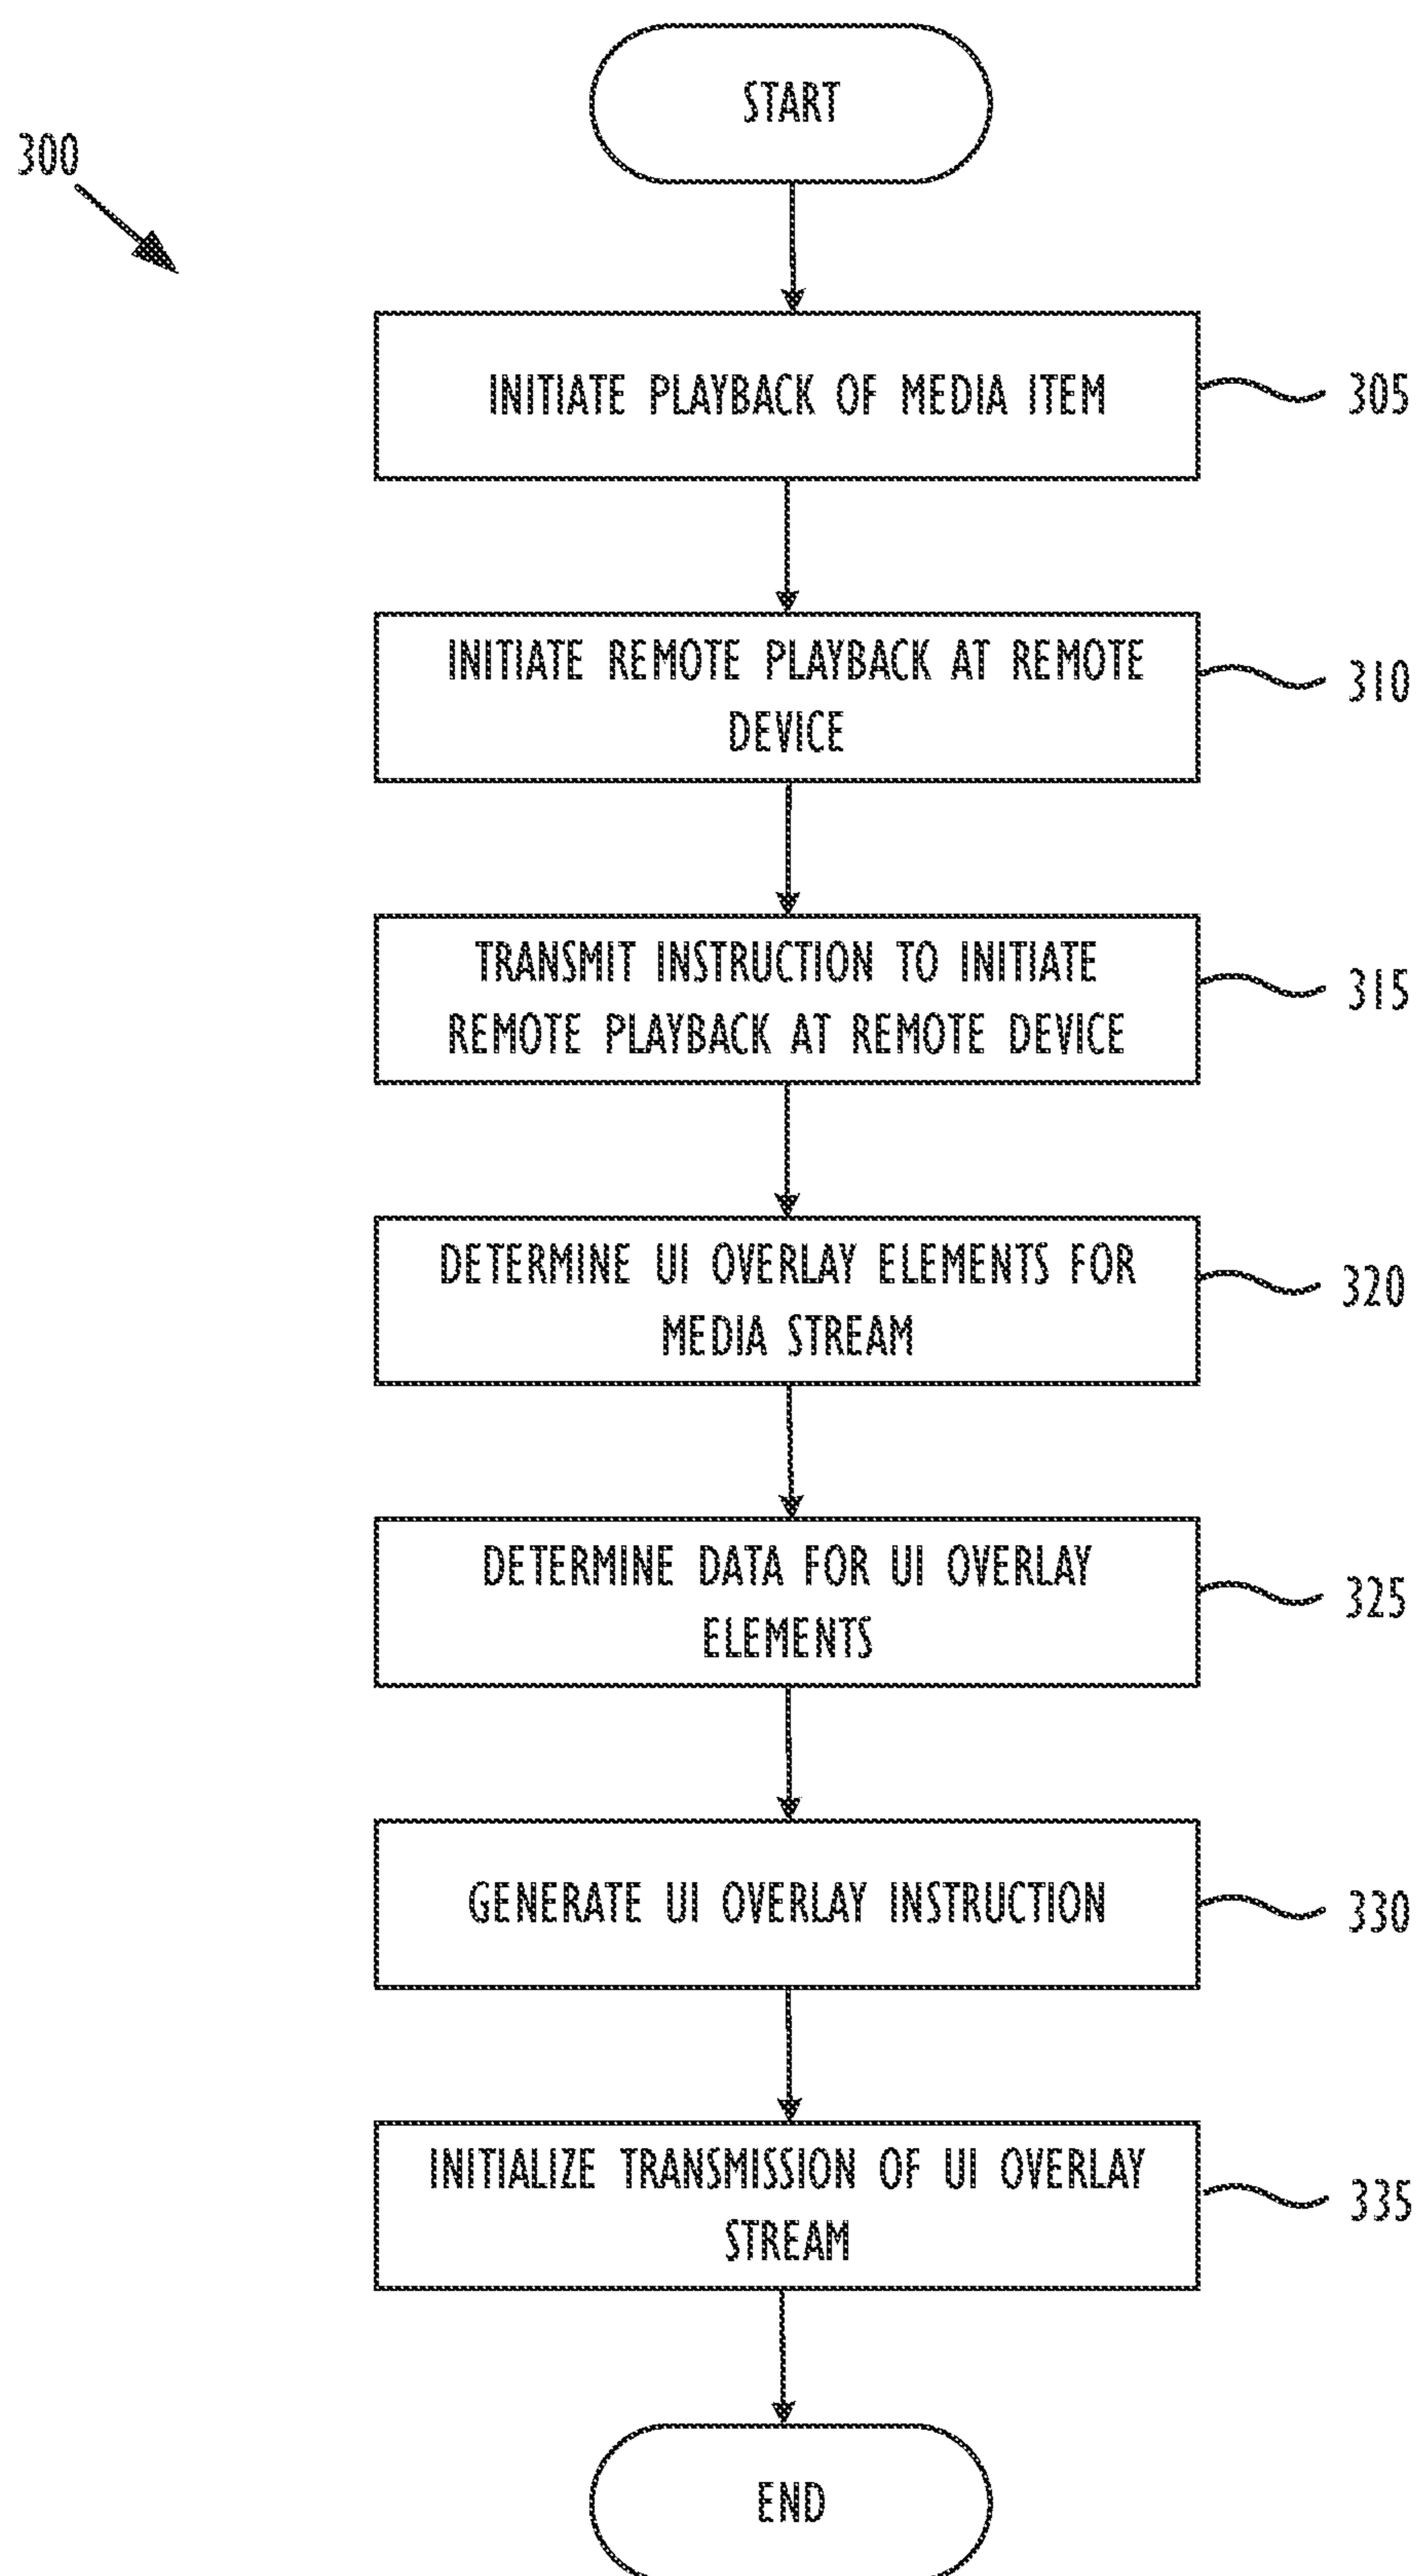 START
300
INITIATE PLAYBACK OF MEDIA ITEM
305
INITIATE REMOTE PLAYBACK AT REMOTE
DEVICE
310
TRANSMIT INSTRUCTION TO INITIATE
REMOTE PLAYBACK AT REMOTE DEVICE
315
DETERMINE UI OVERLAY ELEMENTS FOR
MEDIA STREAM
320
DETERMINE DATA FOR UI OVERLAY
ELEMENTS
325
GENERATE UI OVERLAY INSTRUCTION
330
INITIALIZE TRANSMISSION OF UI OVERLAY
STREAM
335
END